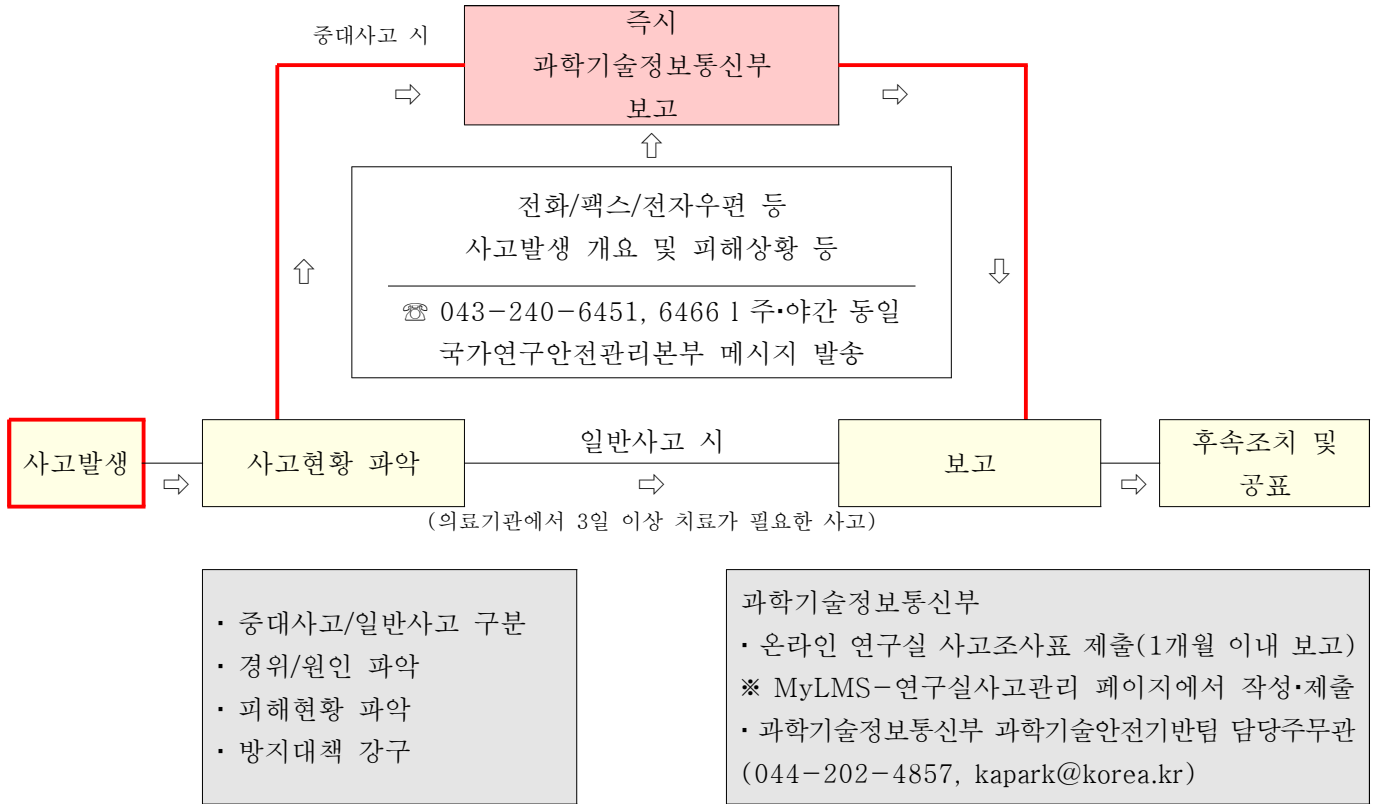 중대사고 시
즉시
과학기술정보통신부
보고
전화/팩스/전자우편 등
사고발생 개요 및 피해상황 등
☏ 043-240-6451, 6466 l 주·야간 동일
국가연구안전관리본부 메시지 발송
사고발생
사고현황 파악
일반사고 시
(의료기관에서 3일 이상 치료가 필요한 사고)
보고
후속조치 및
공표
· 중대사고/일반사고 구분
· 경위/원인 파악
· 피해현황 파악
· 방지대책 강구
과학기술정보통신부
· 온라인 연구실 사고조사표 제출(1개월 이내 보고)
※ MyLMS-연구실사고관리 페이지에서 작성·제출
· 과학기술정보통신부 과학기술안전기반팀 담당주무관
(044-202-4857, kapark@korea.kr)